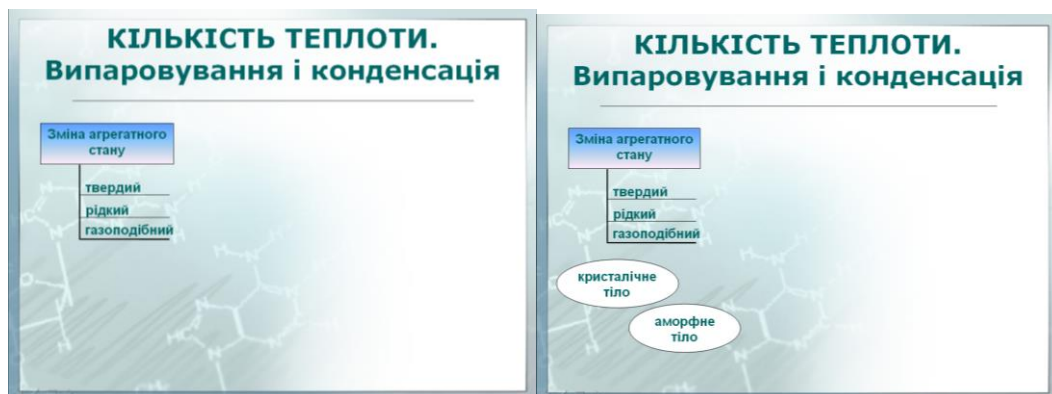 КІЛЬКІСТЬ ТЕПЛОТИ.
Випаровування і конденсація
Зміна агрегатного
стану
твердий
рідкий
газоподібний
КІЛЬКІСТЬ ТЕПЛОТИ.
Випаровування і конденсація
Зміна агрегатного
стану
твердий
рідкий
газоподібний
кристалічне
тіло
аморфне
тіло